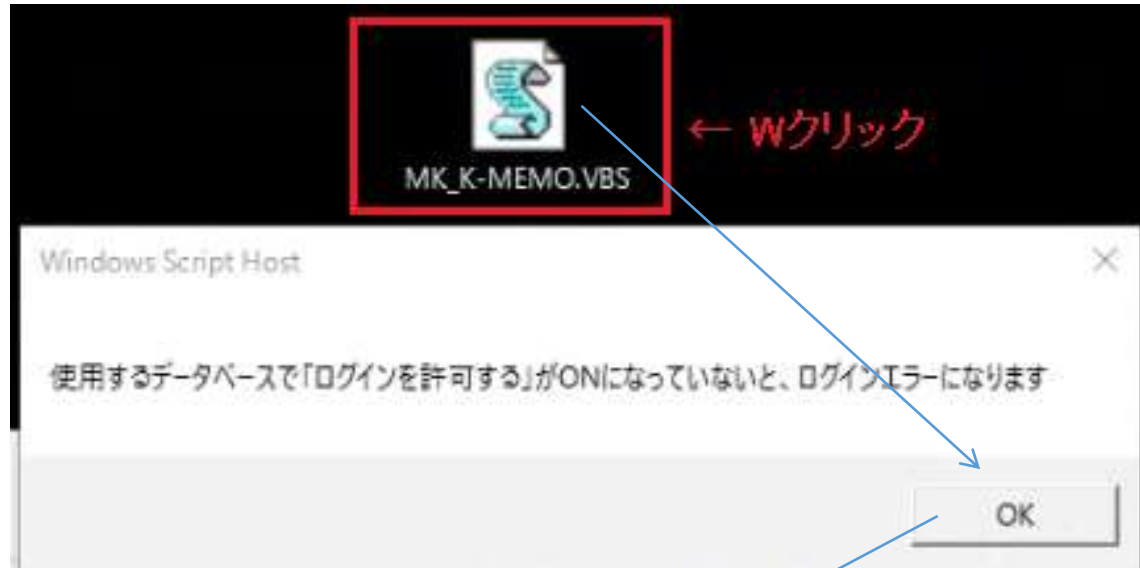 ← Wクリック
MK_K-MEMO.VBS
Windows Script Host
使用するデータベースで「ログインを許可する」がONになっていないと、ログインエラーになります
OK